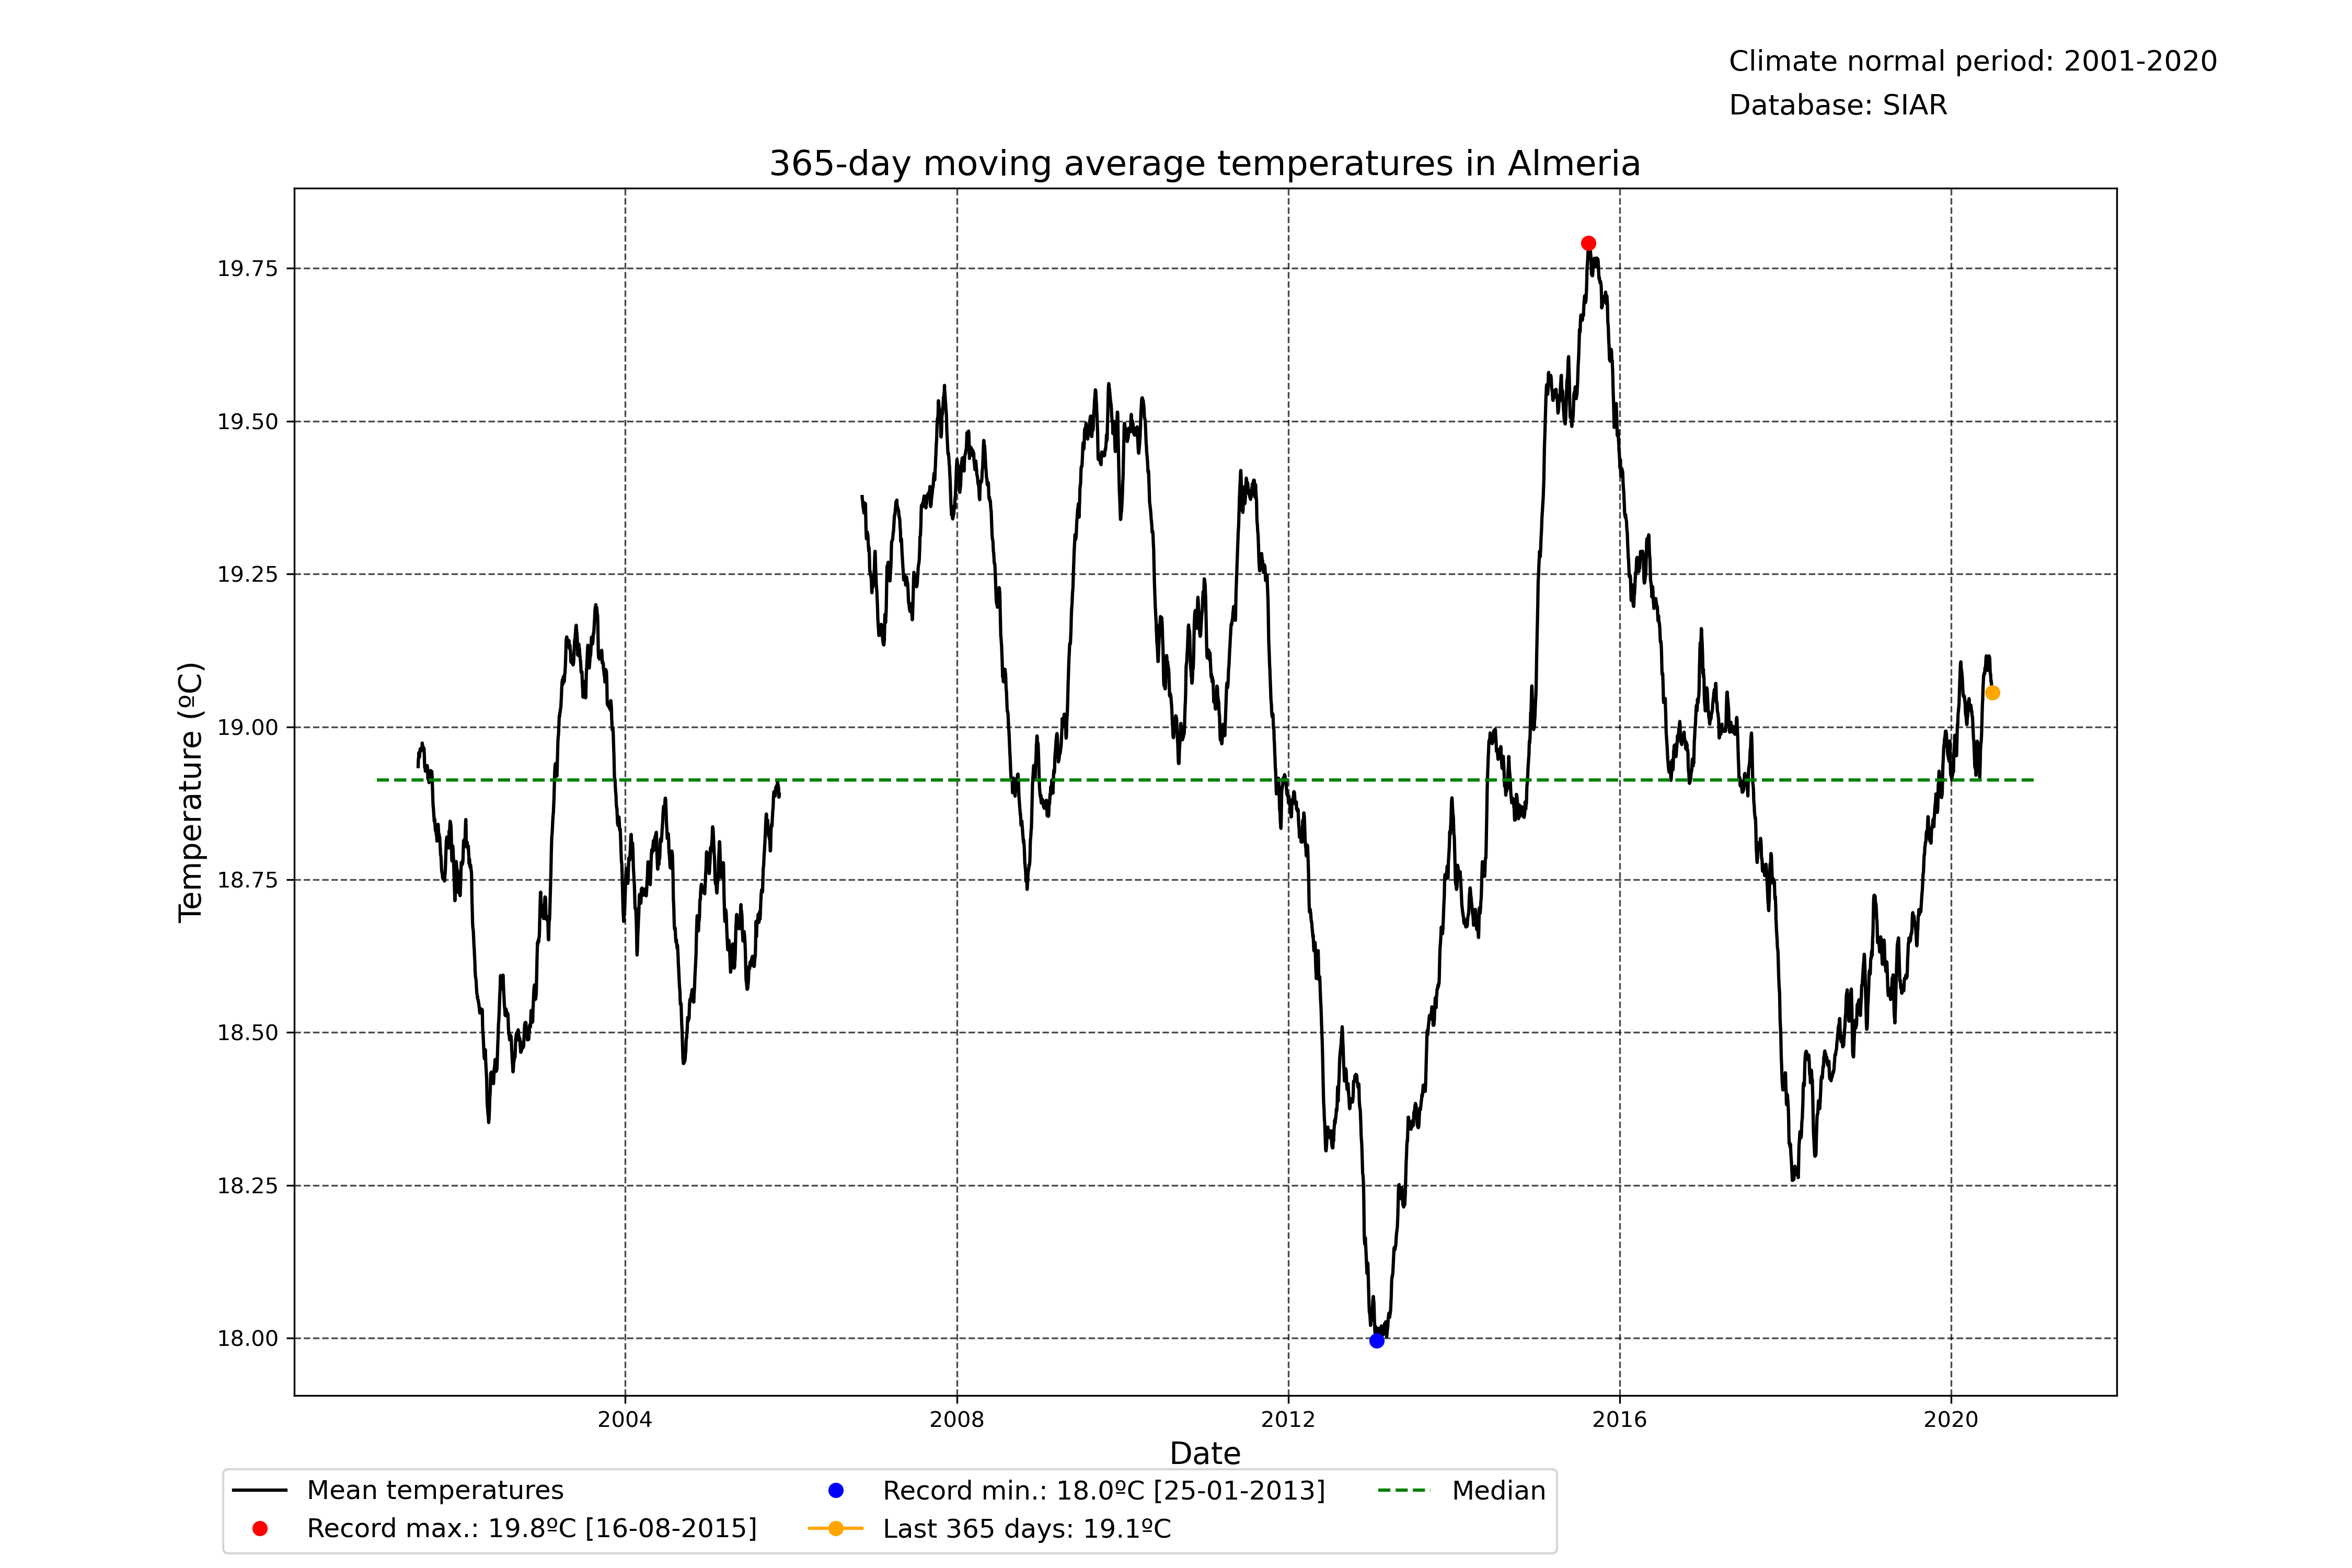 Climate normal period: 2001-2020
Database: SIAR
365-day moving average temperatures in Almeria
Temperature (ºC)
19.75
19.50
19.25
19.00
18.75
18.50
18.25
18.00
2004 2008 2012 2016 2020
Date
Mean temperatures
Record max.: 19.8ºC [16-08-2015]
Record min.: 18.0ºC [25-01-2013]
Last 365 days: 19.1ºC
Median